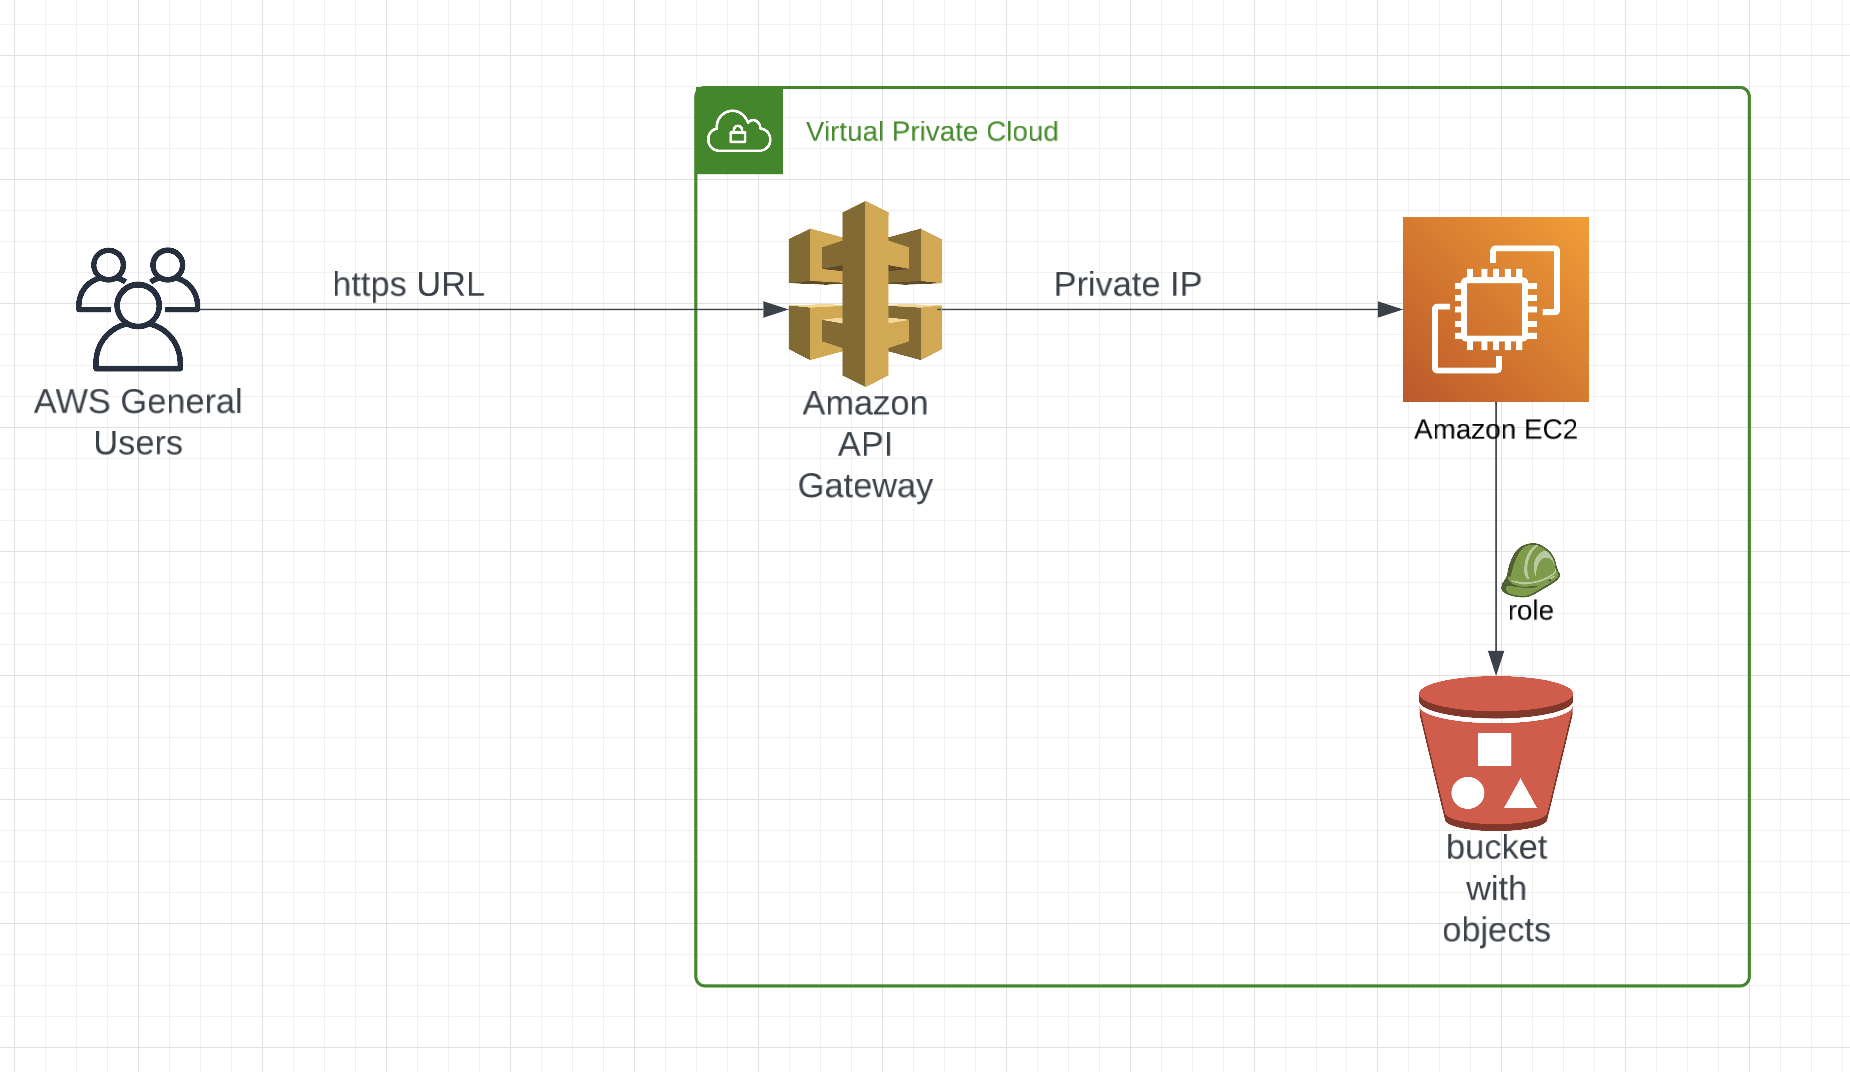 Virtual Private Cloud
https URL
Private IP
AWS General
Users
Amazon
API
Gateway
Amazon EC2
role
bucket
with
objects